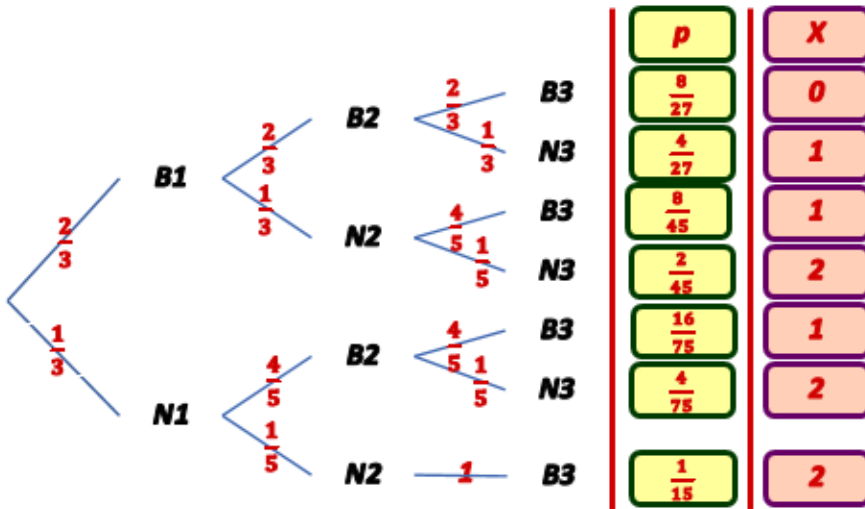 p X
2/3 B3 8/27 0
B2
2/3 1/3 N3 4/27 1
B1
1/3 4/5 B3 8/45 1
N2
2/3 1/5 N3 2/45 2
1/3 4/5 B3 16/75 1
B2
4/5 1/5 N3 4/75 2
N1
1/5 N2 1 B3 1/15 2